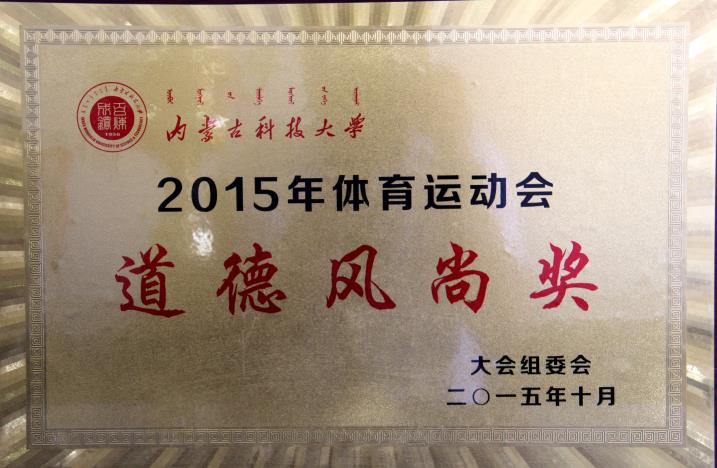 内蒙古科技大学
2015年体育运动会
道德风尚奖
大会组委会
二〇一五年十月
1956